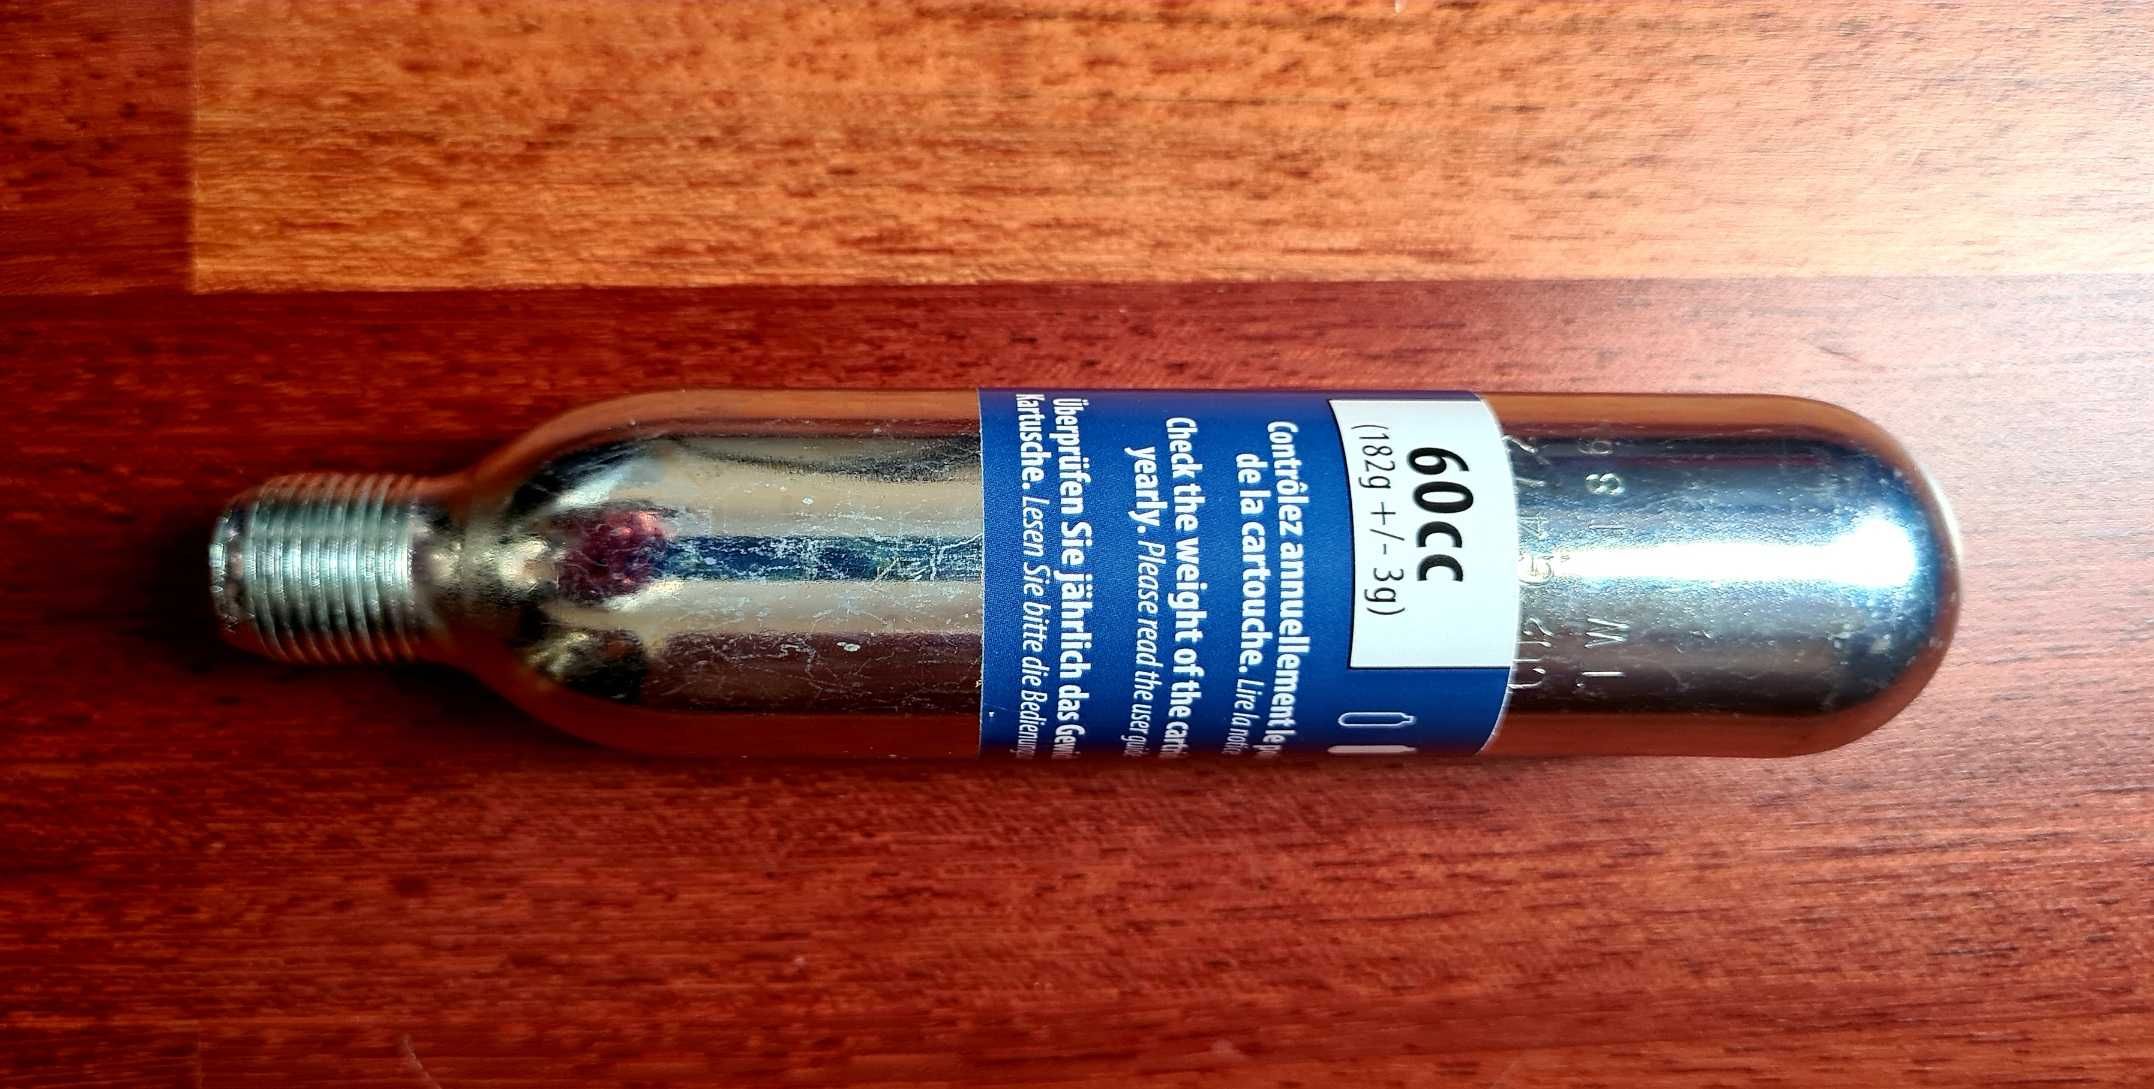 60cc
(182g +/- 3g)
Contrôlez annuellement le
de la cartouche. Lire la
Check the weight of the
yearly. Please read the user
Überprüfen Sie jährlich das
Kartusche. Lesen Sie bitte die